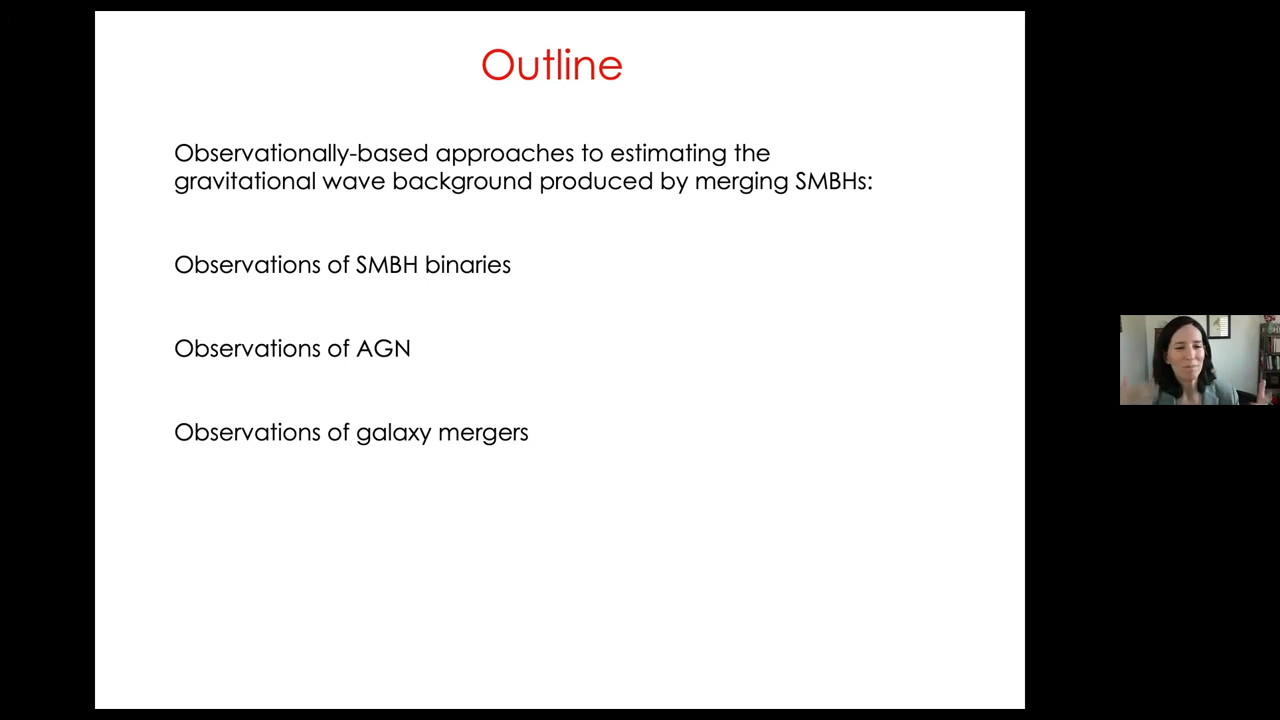 Outline
Observationally-based approaches to estimating the
gravitational wave background produced by merging SMBHs:
Observations of SMBH binaries
Observations of AGN
Observations of galaxy mergers